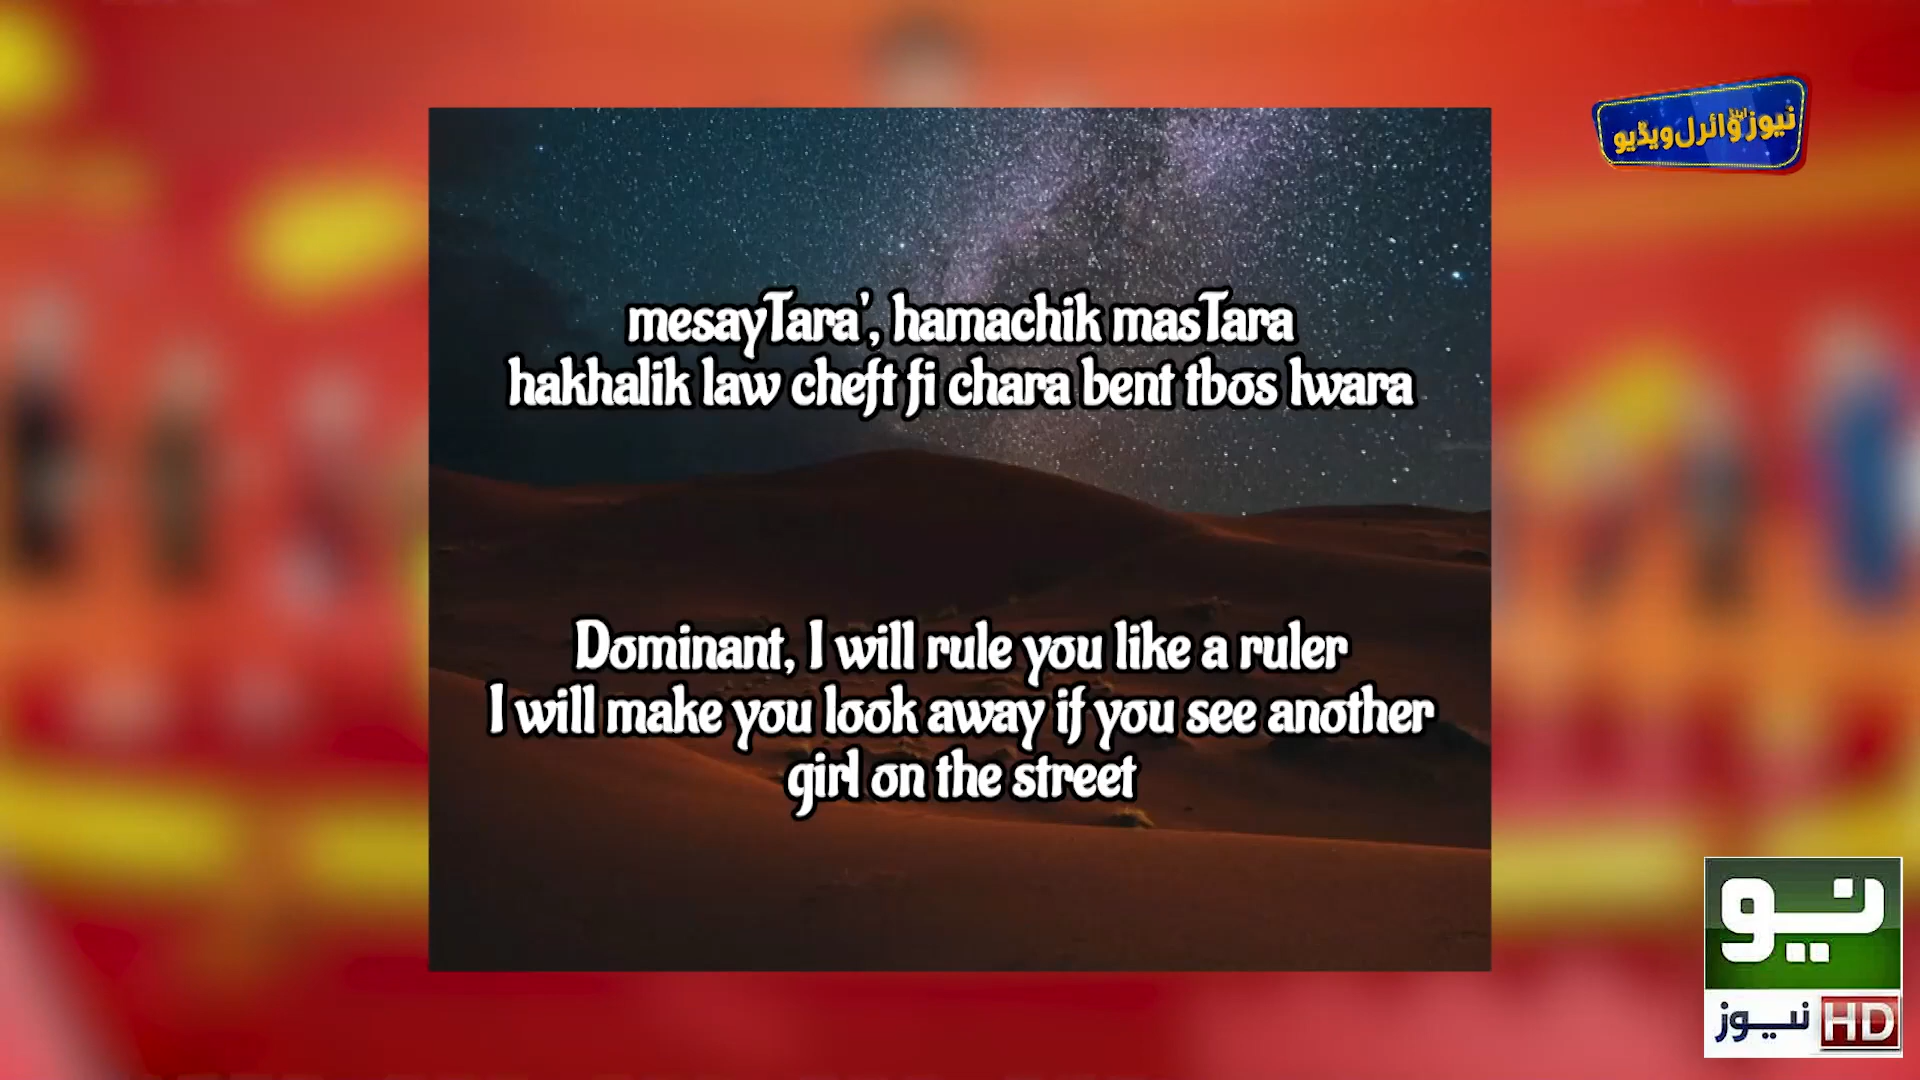 نیوز اینڈ وائرل ویڈیو
mesayTara', hamachik masTara
hakhalik law cheft fi chara bent tbos lwara
Dominant, I will rule you like a ruler
I will make you look away if you see another
girl on the street
نیو
نیوز HD